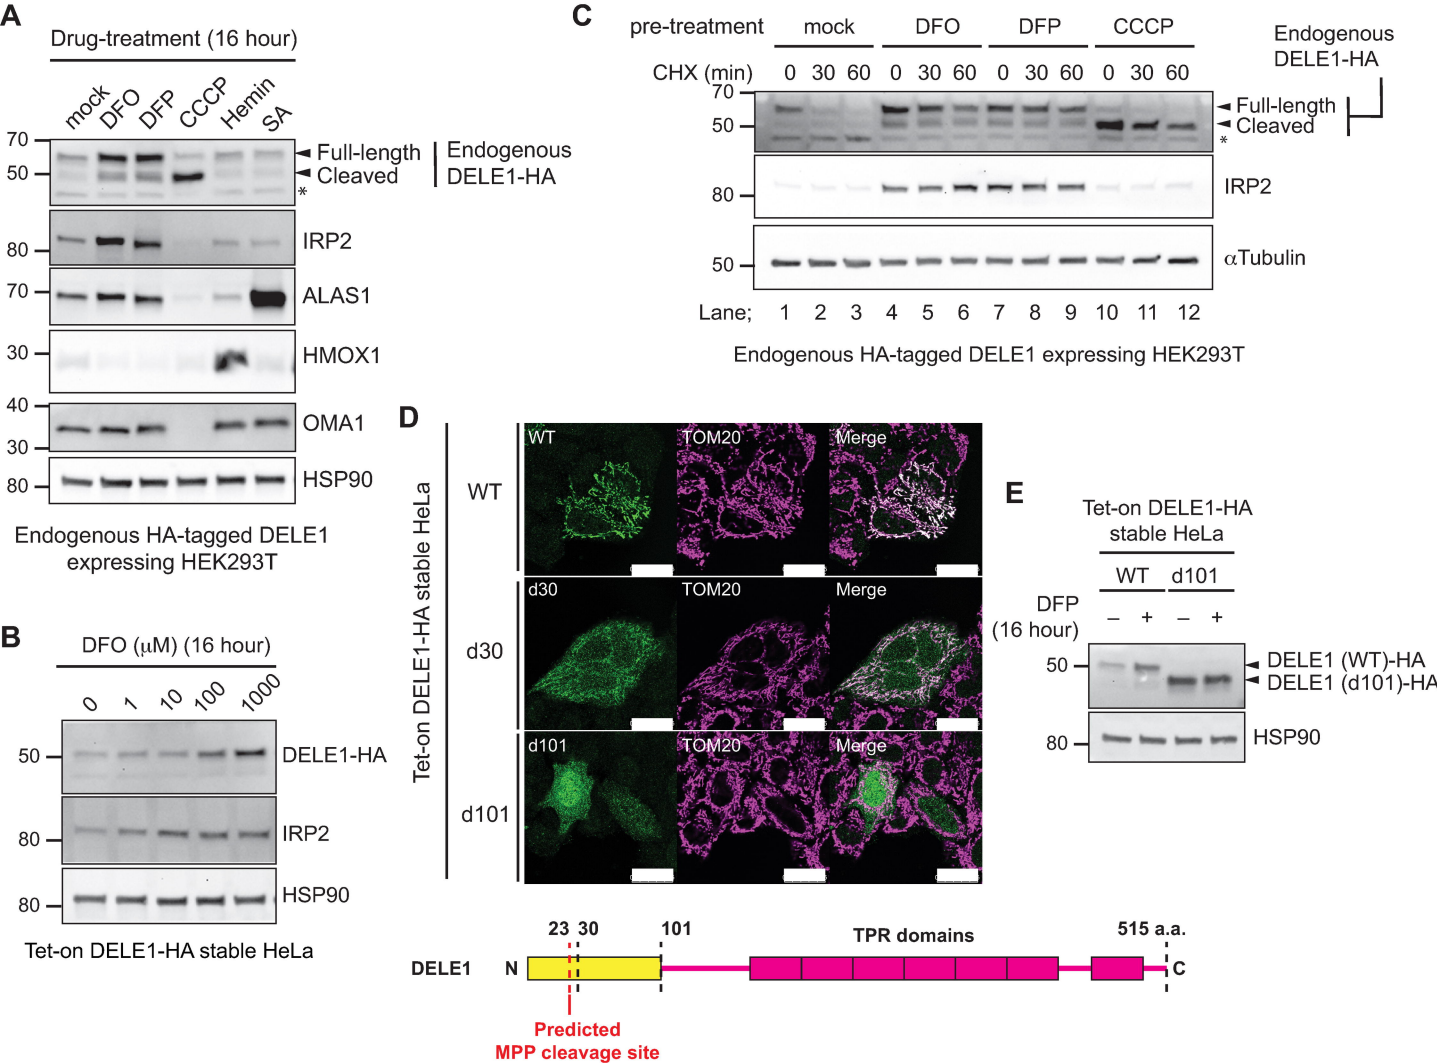 A
Drug-treatment (16 hour)
mock DFO DFP CCCP Hemin SA
70
50
Full-length
Cleaved
*
Endogenous
DELE1-HA
80
IRP2
70
ALAS1
30
HMOX1
40
30
OMA1
80
HSP90
Endogenous HA-tagged DELE1
expressing HEK293T
B
DFO (μM) (16 hour)
0 1 10 100 1000
50
DELE1-HA
80
IRP2
80
HSP90
Tet-on DELE1-HA stable HeLa
C
pre-treatment mock DFO DFP CCCP
CHX (min) 0 30 60 0 30 60 0 30 60 0 30 60
Endogenous
DELE1-HA
70
50
Full-length
Cleaved
*
80
IRP2
50
αTubulin
Lane; 1 2 3 4 5 6 7 8 9 10 11 12
Endogenous HA-tagged DELE1 expressing HEK293T
D
Tet-on DELE1-HA stable HeLa
WT
WT TOM20 Merge
d30
d30 TOM20 Merge
d101
d101 TOM20 Merge
23 30 101 TPR domains 515 a.a.
DELE1 N C
Predicted
MPP cleavage site
E
Tet-on DELE1-HA
stable HeLa
WT d101
DFP
(16 hour)
– + – +
50
DELE1 (WT)-HA
DELE1 (d101)-HA
80
HSP90